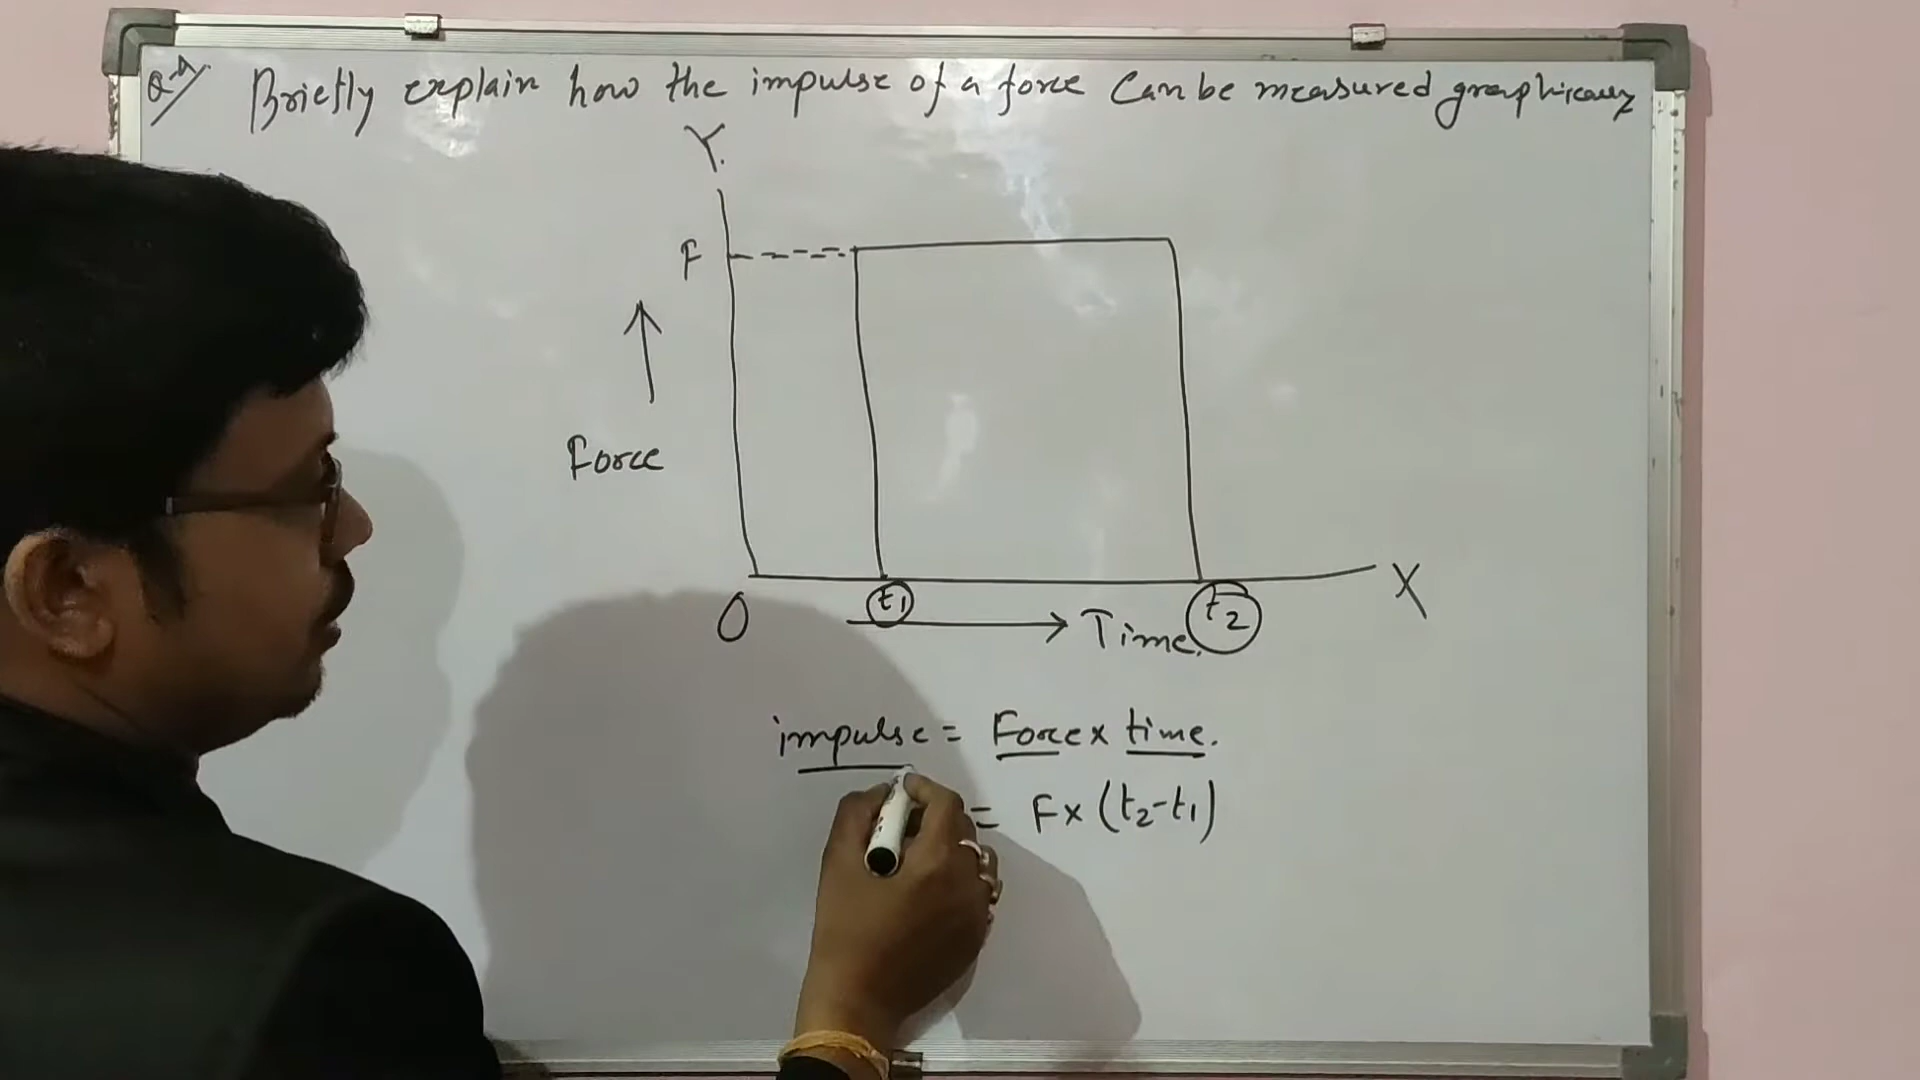 Q-9/. Briefly explain how the impulse of a force can be measured graphically
Y.
F
Force
O
t1
Time.
t2
X
impulse = Force x time.
= F x (t2-t1)